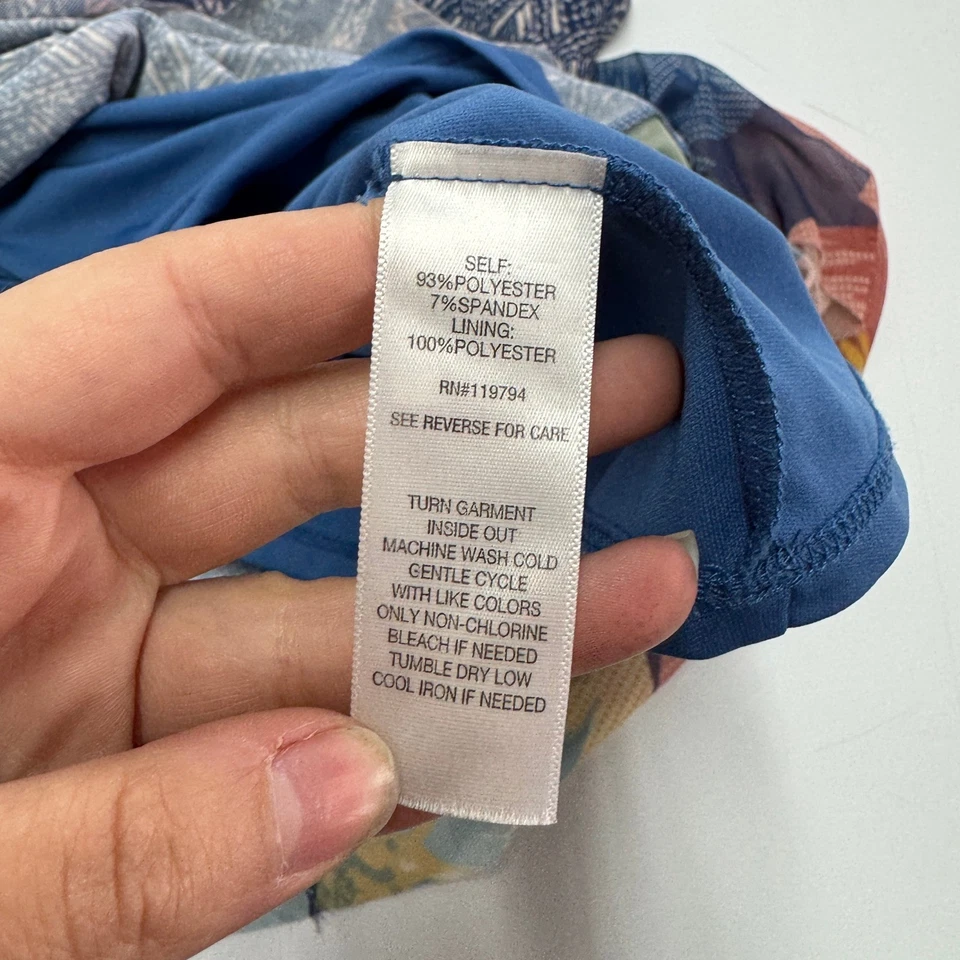 SELF:
93%POLYESTER
7%SPANDEX
LINING:
100%POLYESTER
RN#119794
SEE REVERSE FOR CARE
TURN GARMENT
INSIDE OUT
MACHINE WASH COLD
GENTLE CYCLE
WITH LIKE COLORS
ONLY NON-CHLORINE
BLEACH IF NEEDED
TUMBLE DRY LOW
COOL IRON IF NEEDED